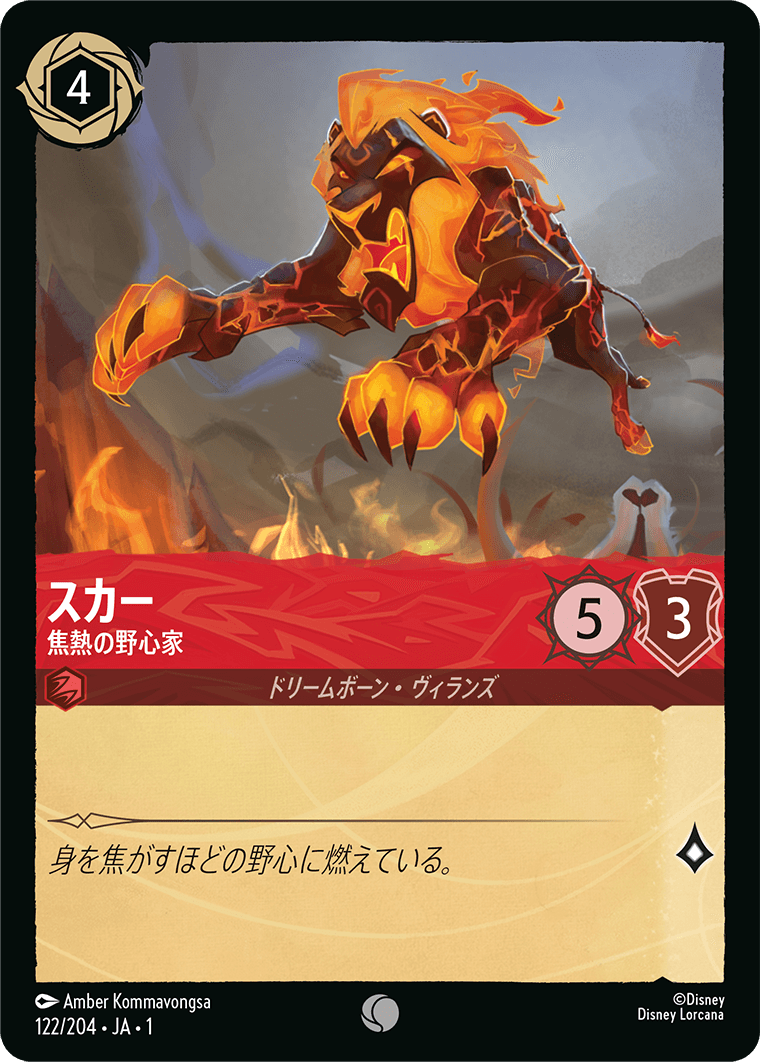 4
スカー
焦熱の野心家
5
3
ドリームボーン・ヴィランズ
身を焦がすほどの野心に燃えている。
Amber Kommavongsa
122/204・JA・1
©Disney
Disney Lorcana